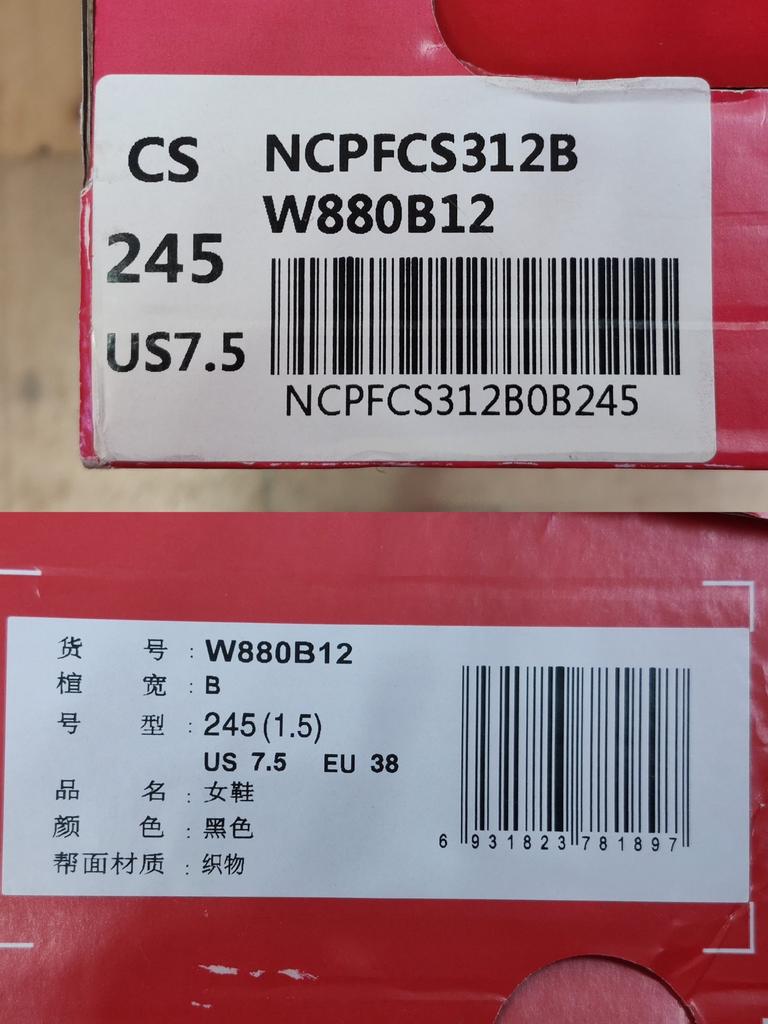 CS
245
US7.5
NCPFCS312B
W880B12
NCPFCS312B0B245
货 号 : W880B12
楦 宽 : B
号 型 : 245(1.5)
US 7.5 EU 38
品 名 : 女鞋
颜 色 : 黑色
帮面材质 : 织物
6 931823 781897